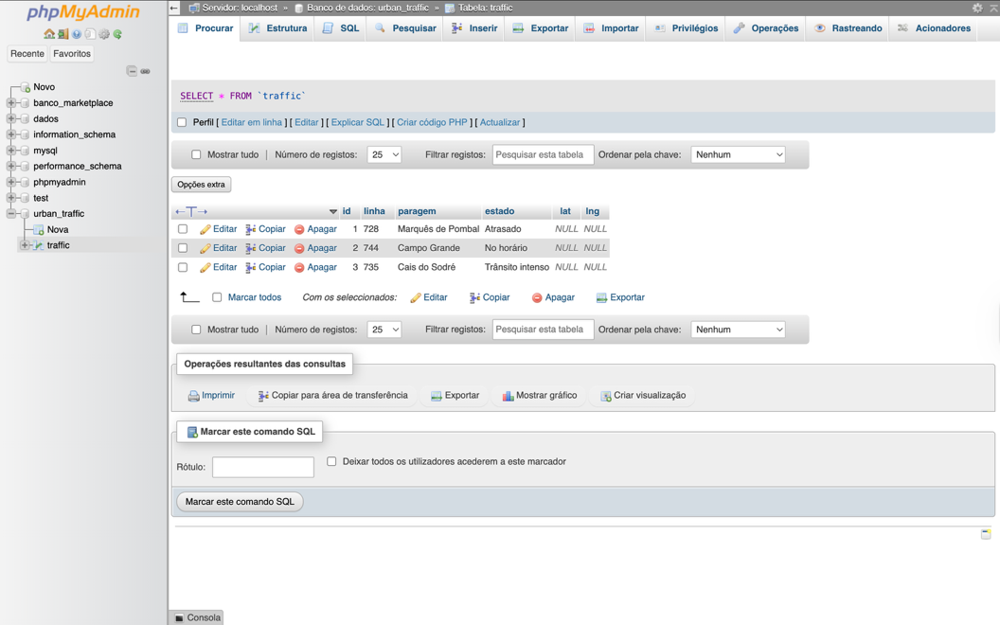 phpMyAdmin
Recente Favoritos
Novo
banco_marketplace
dados
information_schema
mysql
performance_schema
phpmyadmin
test
urban_traffic
Nova
traffic
Servidor: localhost » Banco de dados: urban_traffic » Tabela: traffic
Procurar Estrutura SQL Pesquisar Inserir Exportar Importar Privilégios Operações Rastreando Acionadores
SELECT * FROM `traffic`
Perfil [ Editar em linha ] [ Editar ] [ Explicar SQL ] [ Criar código PHP ] [ Actualizar ]
Mostrar tudo | Número de registos: 25 Filtrar registos: Pesquisar esta tabela Ordenar pela chave: Nenhum
Opções extra
←T→ id linha paragem estado lat lng
Editar Copiar Apagar 1 728 Marquês de Pombal Atrasado NULL NULL
Editar Copiar Apagar 2 744 Campo Grande No horário NULL NULL
Editar Copiar Apagar 3 735 Cais do Sodré Trânsito intenso NULL NULL
Marcar todos Com os seleccionados: Editar Copiar Apagar Exportar
Mostrar tudo | Número de registos: 25 Filtrar registos: Pesquisar esta tabela Ordenar pela chave: Nenhum
Operações resultantes das consultas
Imprimir Copiar para área de transferência Exportar Mostrar gráfico Criar visualização
Marcar este comando SQL
Rótulo: Deixar todos os utilizadores acederem a este marcador
Marcar este comando SQL
Consola